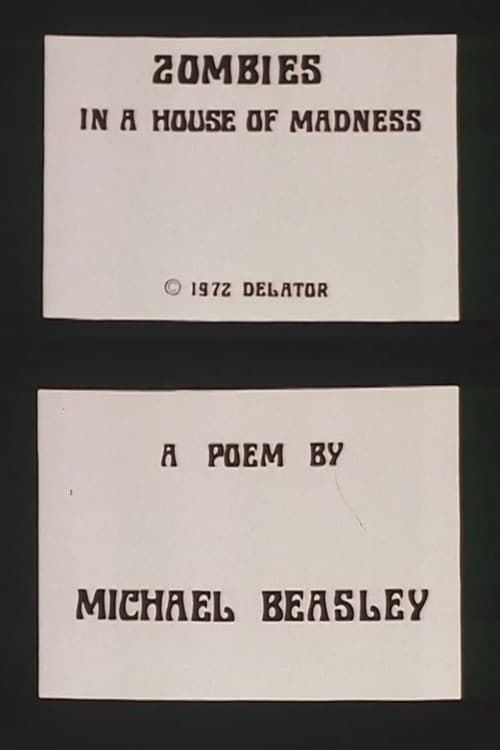 ZOMBIES
IN A HOUSE OF MADNESS
© 1972 DELATOR
A POEM BY
MICHAEL BEASLEY